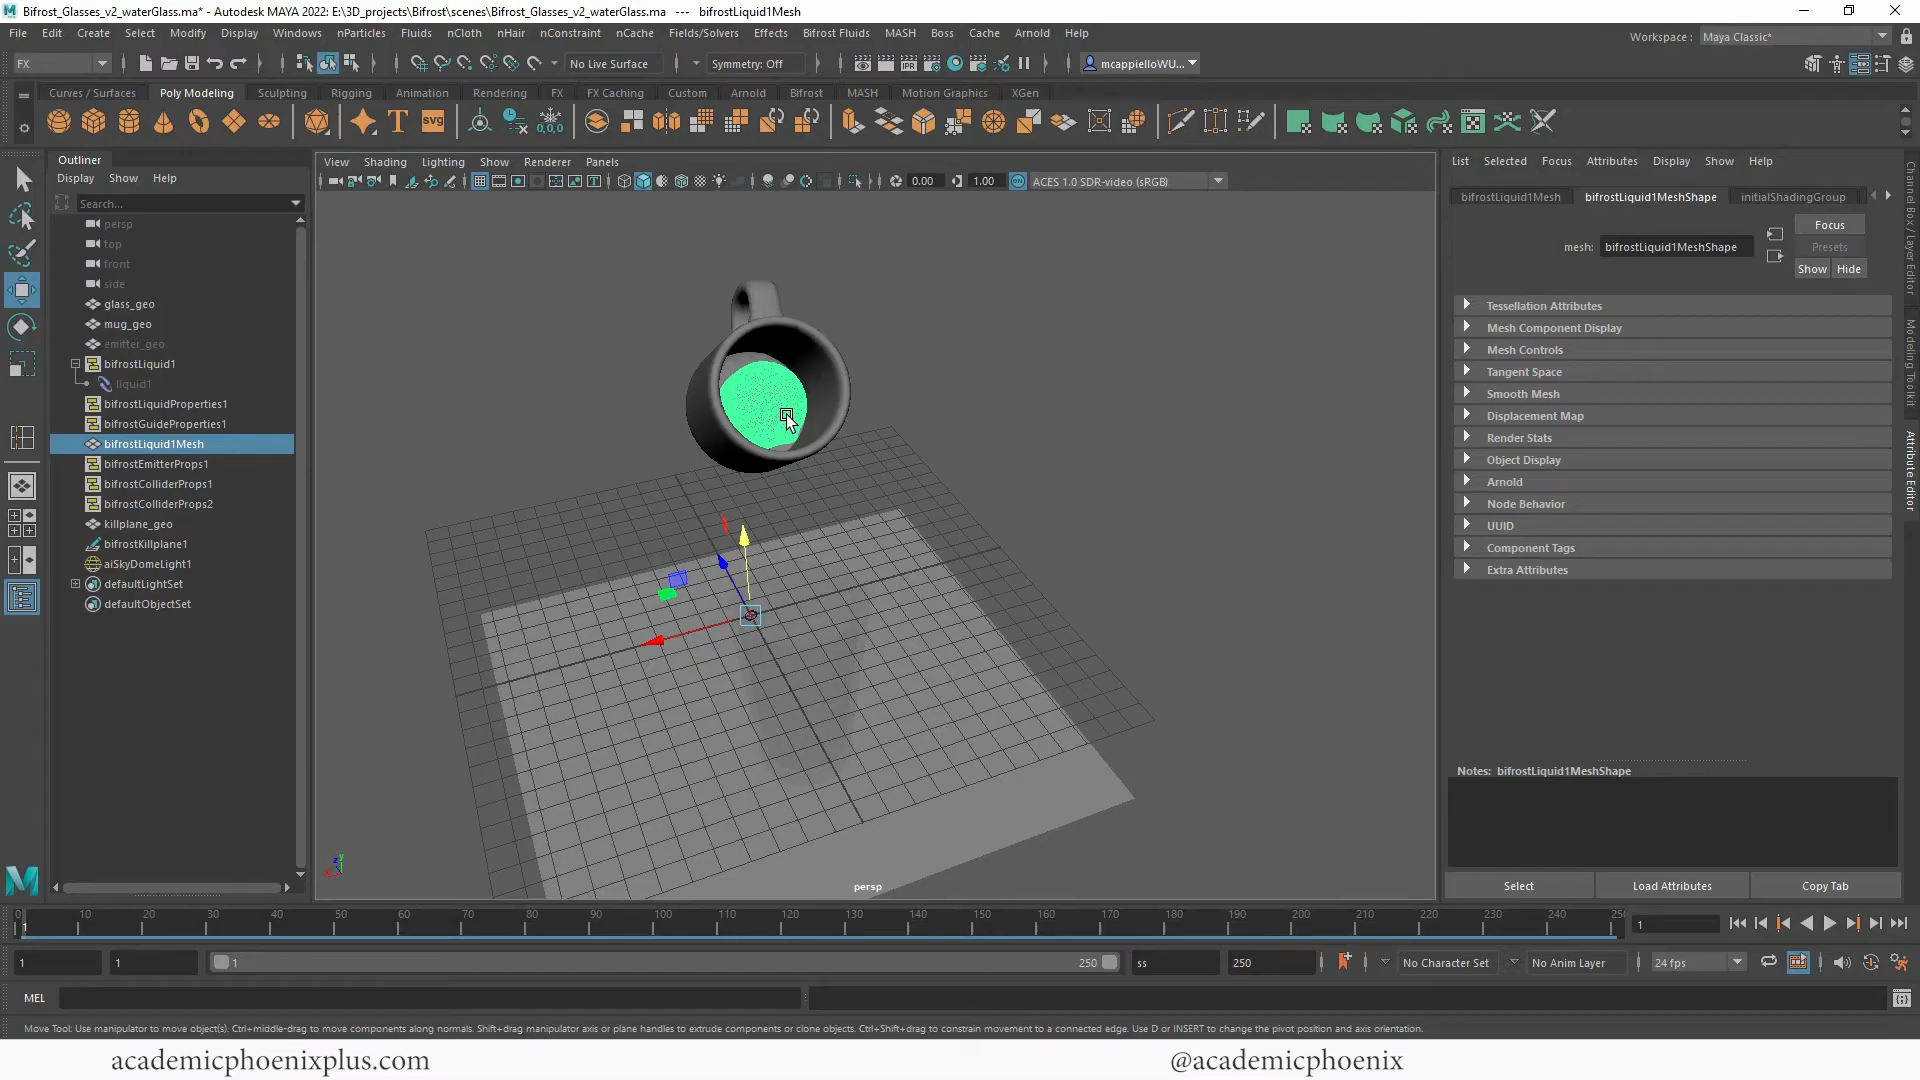 Bifrost_Glasses_v2_waterGlass.ma* - Autodesk MAYA 2022: E:\3D_projects\Bifrost\scenes\Bifrost_Glasses_v2_waterGlass.ma --- bifrostLiquid1Mesh
File Edit Create Select Modify Display Windows nParticles Fluids nCloth nHair nConstraint nCache Fields/Solvers Effects Bifrost Fluids MASH Boss Cache Arnold Help
Workspace : Maya Classic*
FX No Live Surface Symmetry: Off mcappielloWU...
Curves / Surfaces Poly Modeling Sculpting Rigging Animation Rendering FX FX Caching Custom Arnold Bifrost MASH Motion Graphics XGen
Outliner
Display Show Help
Search...
persp
top
front
side
glass_geo
mug_geo
emitter_geo
bifrostLiquid1
liquid1
bifrostLiquidProperties1
bifrostGuideProperties1
bifrostLiquid1Mesh
bifrostEmitterProps1
bifrostColliderProps1
bifrostColliderProps2
killplane_geo
bifrostKillplane1
aiSkyDomeLight1
defaultLightSet
defaultObjectSet
View Shading Lighting Show Renderer Panels
0.00 1.00 ACES 1.0 SDR-video (sRGB)
persp
List Selected Focus Attributes Display Show Help
bifrostLiquid1Mesh bifrostLiquid1MeshShape initialShadingGroup
Focus
mesh: bifrostLiquid1MeshShape
Presets
Show Hide
Tessellation Attributes
Mesh Component Display
Mesh Controls
Tangent Space
Smooth Mesh
Displacement Map
Render Stats
Object Display
Arnold
Node Behavior
UUID
Component Tags
Extra Attributes
Notes: bifrostLiquid1MeshShape
Select Load Attributes Copy Tab
Channel Box / Layer Editor
Modeling Toolkit
Attribute Editor
0 10 20 30 40 50 60 70 80 90 100 110 120 130 140 150 160 170 180 190 200 210 220 230 240 25
1
1
1 1 1 250 ss 250 No Character Set No Anim Layer 24 fps
MEL
Move Tool: Use manipulator to move object(s). Ctrl+middle-drag to move components along normals. Shift+drag manipulator axis or plane handles to extrude components or clone objects. Ctrl+Shift+drag to constrain movement to a connected edge. Use D or INSERT to change the pivot position and axis orientation.
academicphoenixplus.com
@academicphoenix